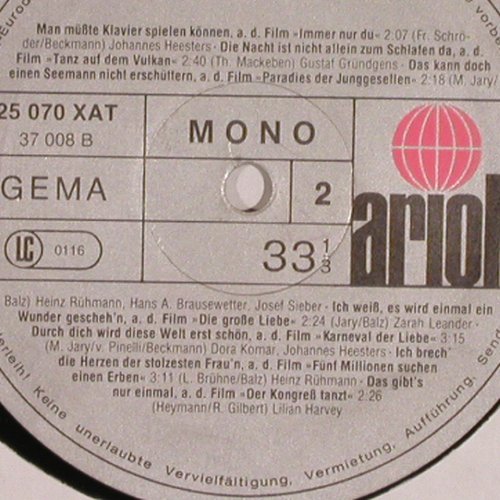 Man müßte Klavier spielen können, a. d. Film »Immer nur du« 2:07 (Fr. Schrö-
der/Beckmann) Johannes Heesters · Die Nacht ist nicht allein zum Schlafen da, a. d.
Film »Tanz auf dem Vulkan« 2:40 (Th. Mackeben) Gustaf Gründgens · Das kann doch
einen Seemann nicht erschüttern, a. d. Film »Paradies der Junggesellen« 2:18 (M. Jary/
25 070 XAT
37 008 B
MONO
GEMA
2
ariol
LC 0116
33 1/3
Balz) Heinz Rühmann, Hans A. Brausewetter, Josef Sieber · Ich weiß, es wird einmal ein
Wunder gescheh'n, a. d. Film »Die große Liebe« 2:24 (Jary/Balz) Zarah Leander ·
Durch dich wird diese Welt erst schön, a. d. Film »Karneval der Liebe« 3:15
(M. Jary/v. Pinelli/Beckmann) Dora Komar, Johannes Heesters · Ich brech'
die Herzen der stolzesten Frau'n, a. d. Film »Fünf Millionen suchen
einen Erben« 3:11 (L. Brühne/Balz) Heinz Rühmann · Das gibt's
nur einmal, a. d. Film »Der Kongreß tanzt« 2:26
(Heymann/R. Gilbert) Lilian Harvey
Verleih! Keine unerlaubte Vervielfältigung, Vermietung, Aufführung, Sen